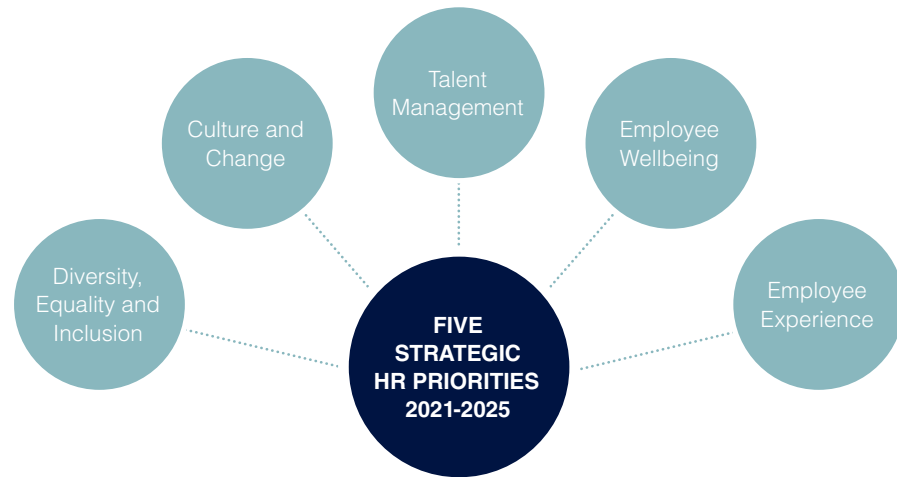 Talent
Management
Culture and
Change
Employee
Wellbeing
Diversity,
Equality and
Inclusion
Employee
Experience
FIVE
STRATEGIC
HR PRIORITIES
2021-2025